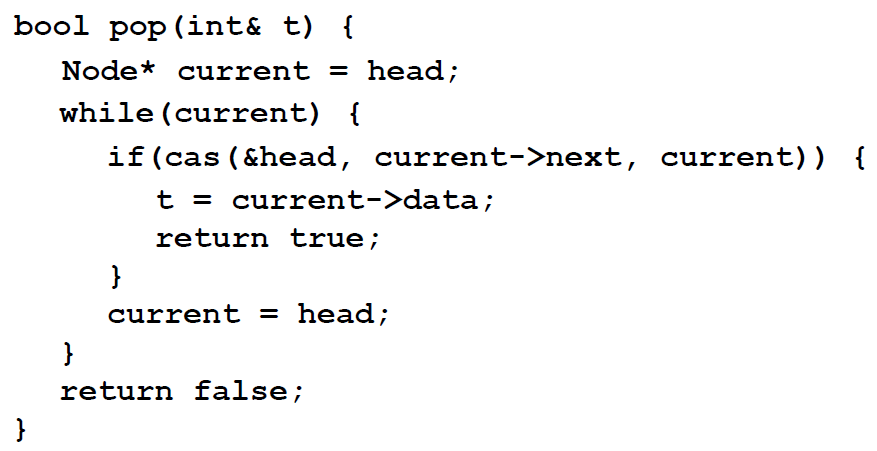 bool pop(int& t) {
   Node* current = head;
   while(current) {
      if(cas(&head, current->next, current)) {
         t = current->data;
         return true;
      }
      current = head;
   }
   return false;
}